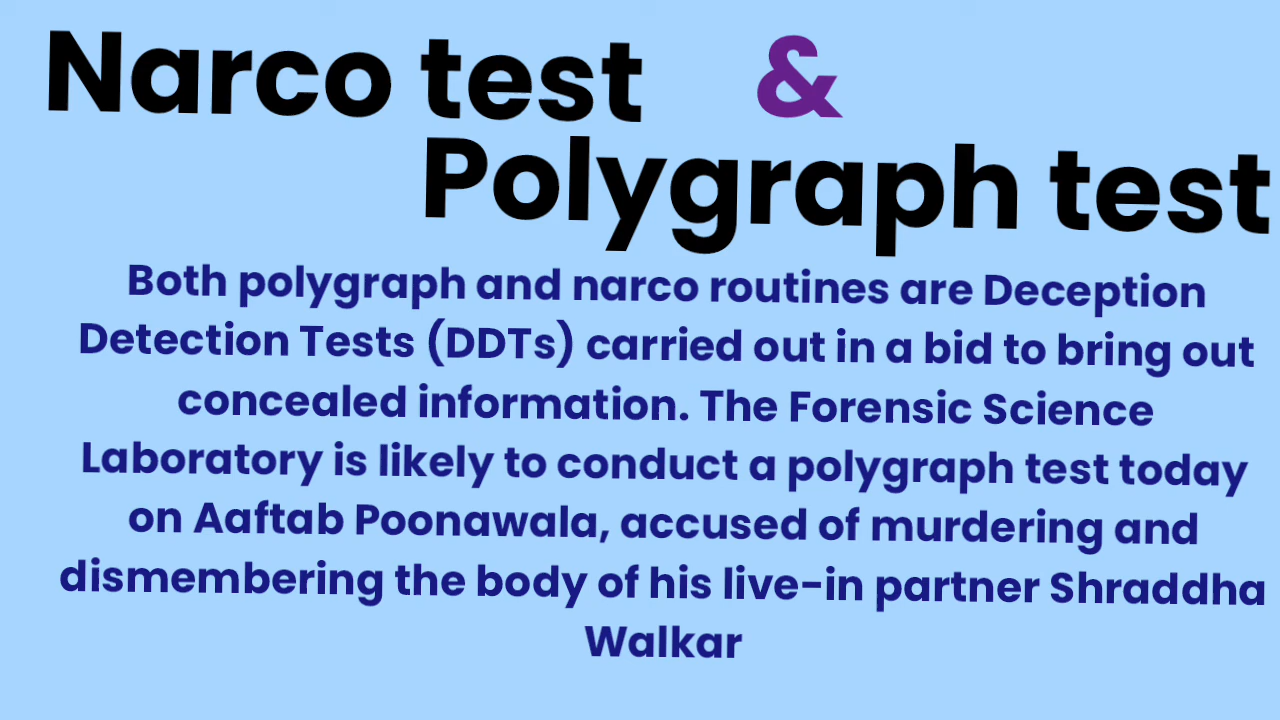 Narco test &
Polygraph test
Both polygraph and narco routines are Deception
Detection Tests (DDTs) carried out in a bid to bring out
concealed information. The Forensic Science
Laboratory is likely to conduct a polygraph test today
on Aaftab Poonawala, accused of murdering and
dismembering the body of his live-in partner Shraddha
Walkar